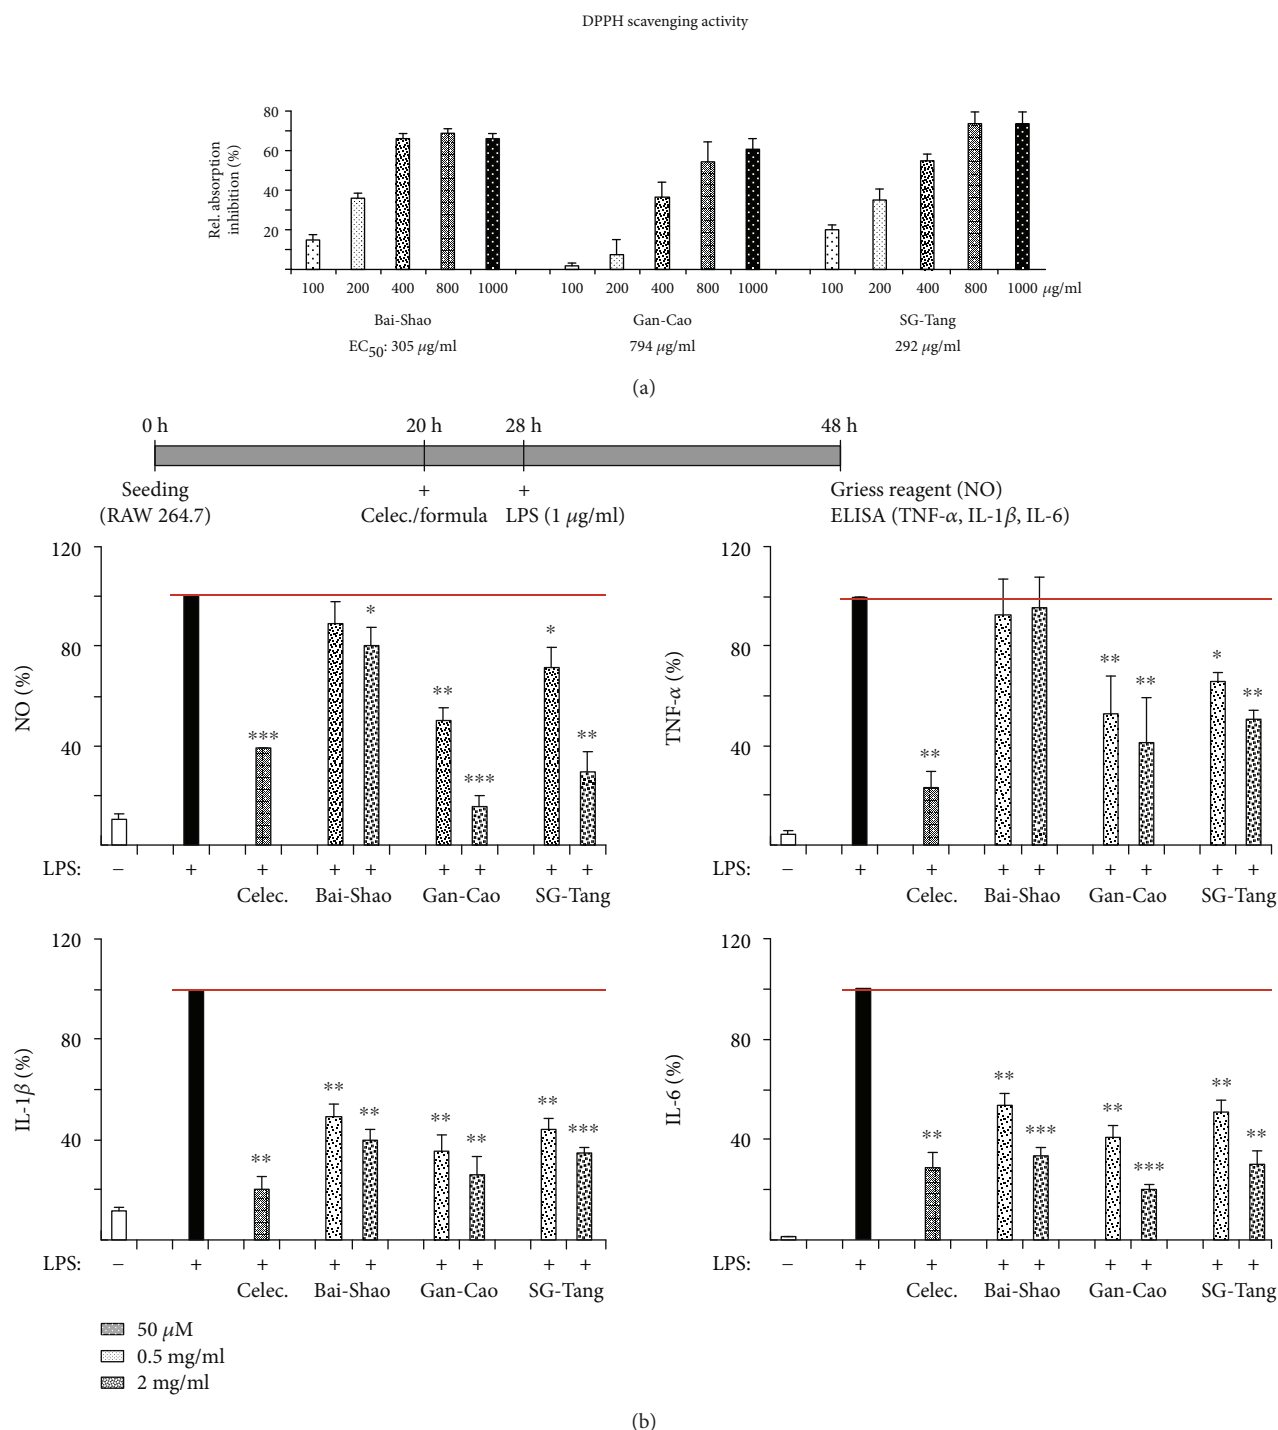 DPPH scavenging activity
Rel. absorption
inhibition (%)
80
60
40
20
100 200 400 800 1000 100 200 400 800 1000 100 200 400 800 1000 μg/ml
Bai-Shao Gan-Cao SG-Tang
EC50: 305 μg/ml 794 μg/ml 292 μg/ml
(a)
0 h 20 h 28 h 48 h
Seeding + + Griess reagent (NO)
(RAW 264.7) Celec./formula LPS (1 μg/ml) ELISA (TNF-α, IL-1β, IL-6)
NO (%)
120
80
40
* ** *** ** *** * **
LPS: − + + + + + + + +
Celec. Bai-Shao Gan-Cao SG-Tang
TNF-α (%)
120
80
40
** ** ** * **
− + + + + + + + +
Celec. Bai-Shao Gan-Cao SG-Tang
IL-1β (%)
120
80
40
** ** ** ** ** ** ***
LPS: − + + + + + + + +
Celec. Bai-Shao Gan-Cao SG-Tang
IL-6 (%)
120
80
40
** ** *** ** *** ** **
− + + + + + + + +
Celec. Bai-Shao Gan-Cao SG-Tang
50 μM
0.5 mg/ml
2 mg/ml
(b)